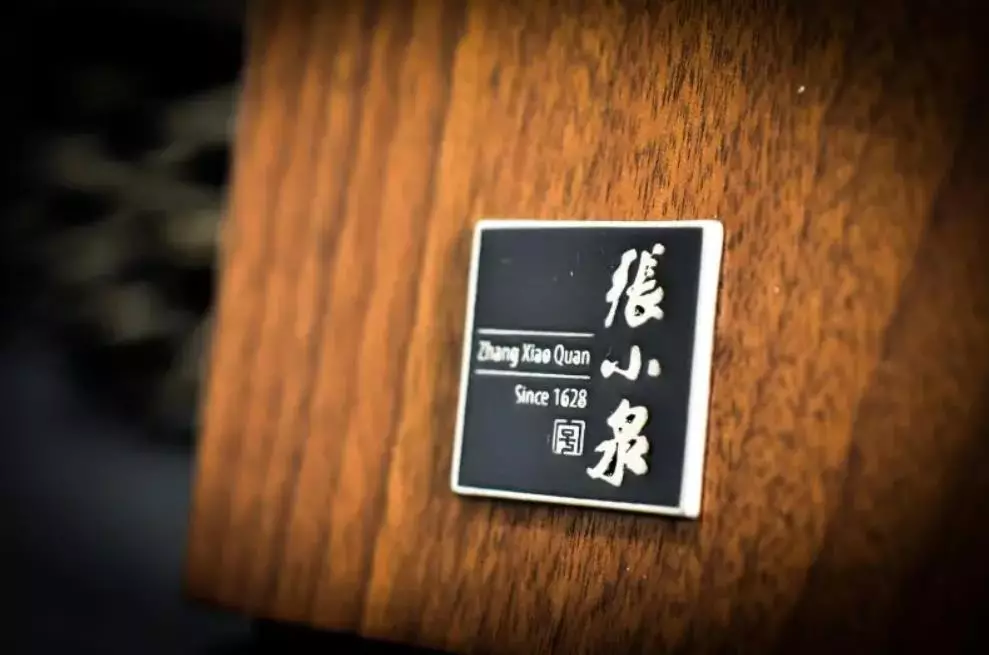 張小泉
Zhang Xiao Quan
Since 1628